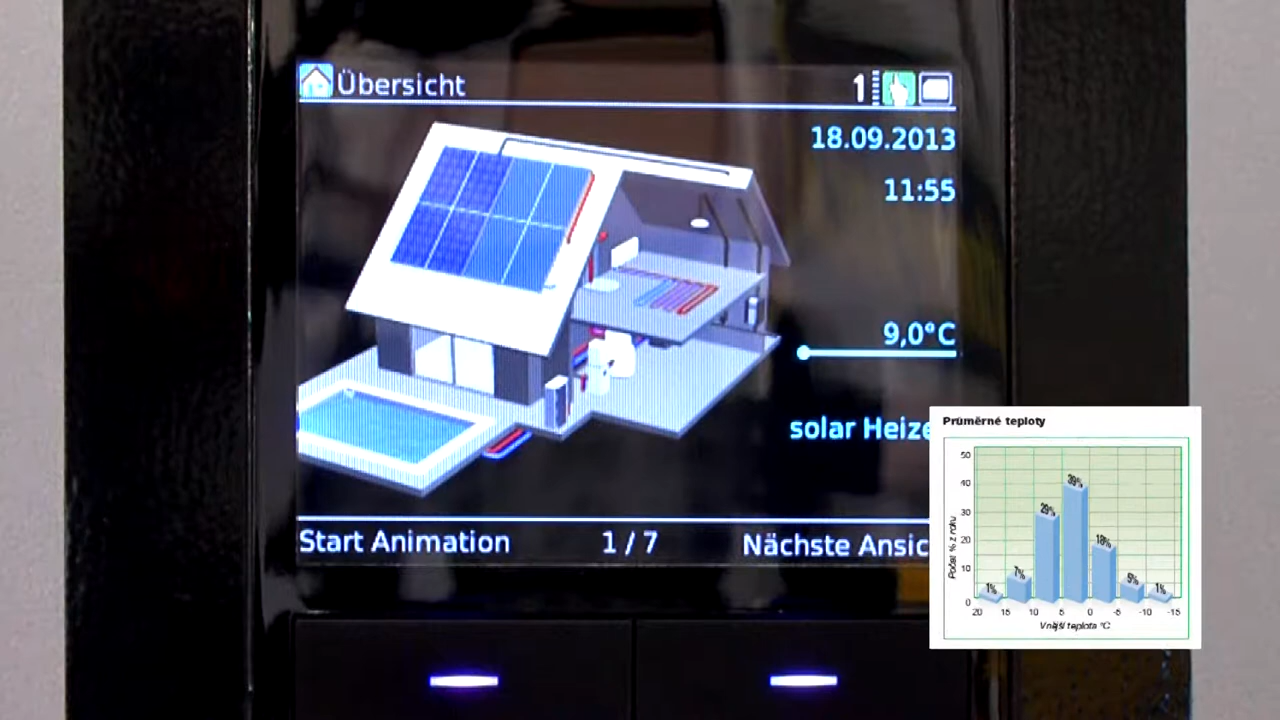 Übersicht
1
18.09.2013
11:55
9,0°C
solar Heize
Start Animation
1 / 7
Nächste Ansic
Průměrné teploty
50
40
30
20
10
0
1%
7%
29%
39%
18%
5%
1%
20 15 10 5 0 -5 -10 -15
Vnější teplota °C